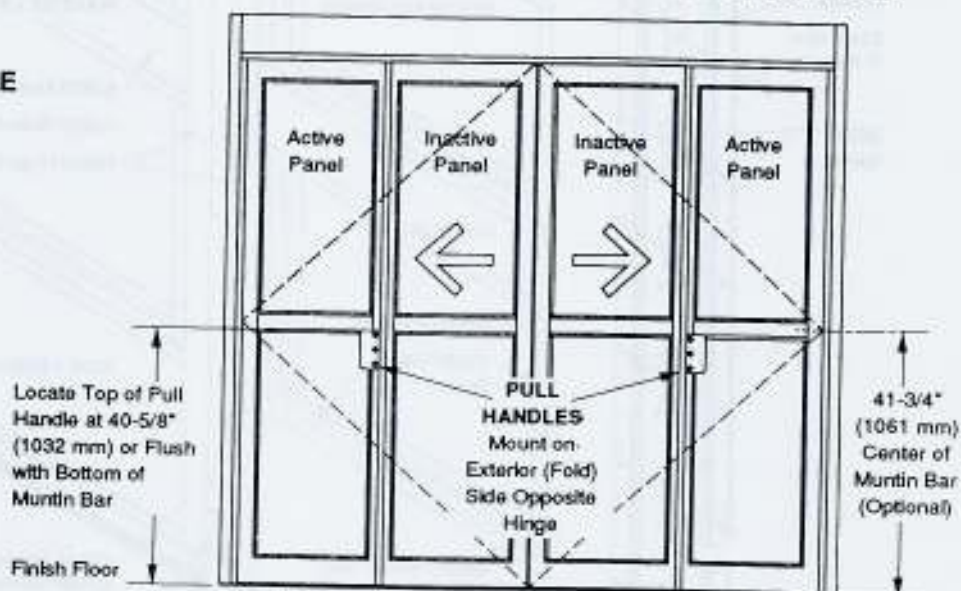 E
Active
Panel
Inactive
Panel
Inactive
Panel
Active
Panel
Locate Top of Pull
Handle at 40-5/8"
(1032 mm) or Flush
with Bottom of
Muntin Bar
PULL
HANDLES
Mount on
Exterior (Fold)
Side Opposite
Hinge
41-3/4"
(1061 mm)
Center of
Muntin Bar
(Optional)
Finish Floor